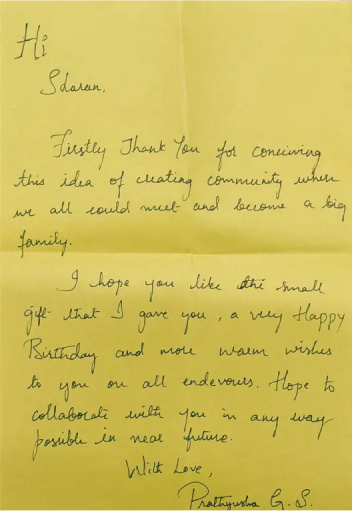 Hi
Sharan,
Firstly Thank You for conciving
this idea of creating community where
we all could meet and become a big
family.
I hope you like the small
gift that I gave you, a very Happy
Birthday and more warm wishes
to you on all endevours. Hope to
collaborate with you in any way
possible in near future.
With Love,
Prathyusha G. S.